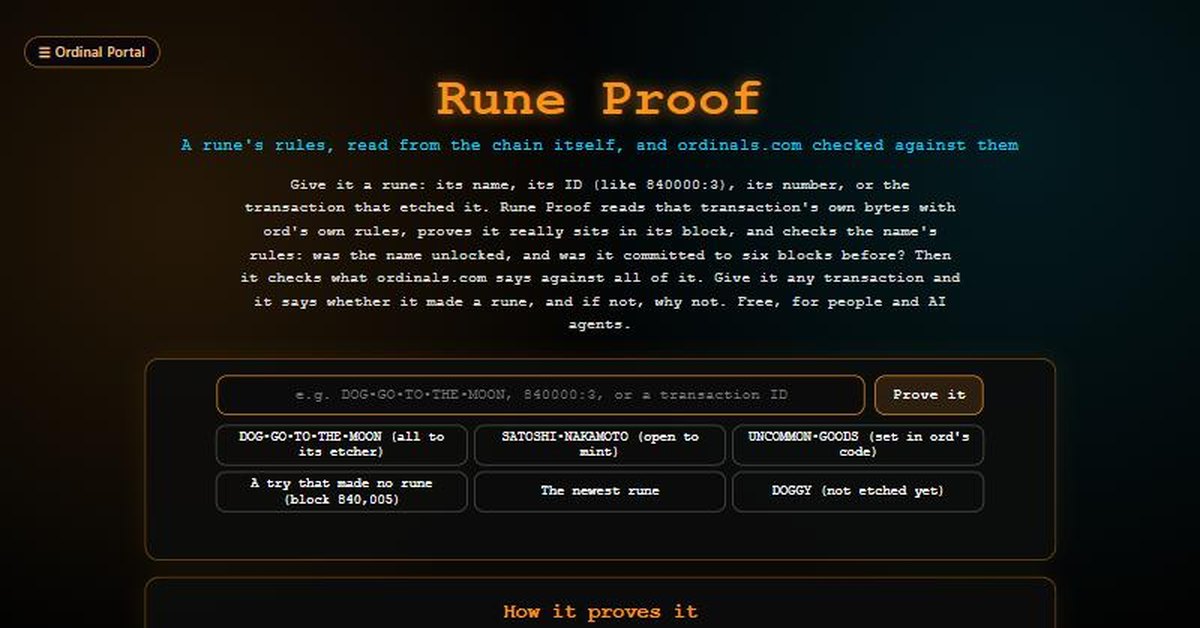 ☰ Ordinal Portal
Rune Proof
A rune's rules, read from the chain itself, and ordinals.com checked against them
Give it a rune: its name, its ID (like 840000:3), its number, or the
transaction that etched it. Rune Proof reads that transaction's own bytes with
ord's own rules, proves it really sits in its block, and checks the name's
rules: was the name unlocked, and was it committed to six blocks before? Then
it checks what ordinals.com says against all of it. Give it any transaction and
it says whether it made a rune, and if not, why not. Free, for people and AI
agents.
e.g. DOG•GO•TO•THE•MOON, 840000:3, or a transaction ID
Prove it
DOG•GO•TO•THE•MOON (all to
its etcher)
SATOSHI•NAKAMOTO (open to
mint)
UNCOMMON•GOODS (set in ord's
code)
A try that made no rune
(block 840,005)
The newest rune
DOGGY (not etched yet)
How it proves it